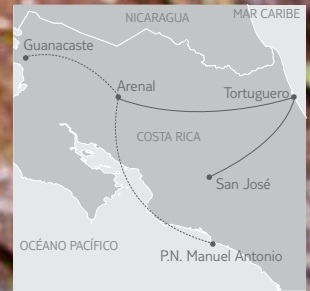 NICARAGUA
MAR CARIBE
Guanacaste
Arenal
Tortuguero
COSTA RICA
San José
OCÉANO PACÍFICO
P.N. Manuel Antonio